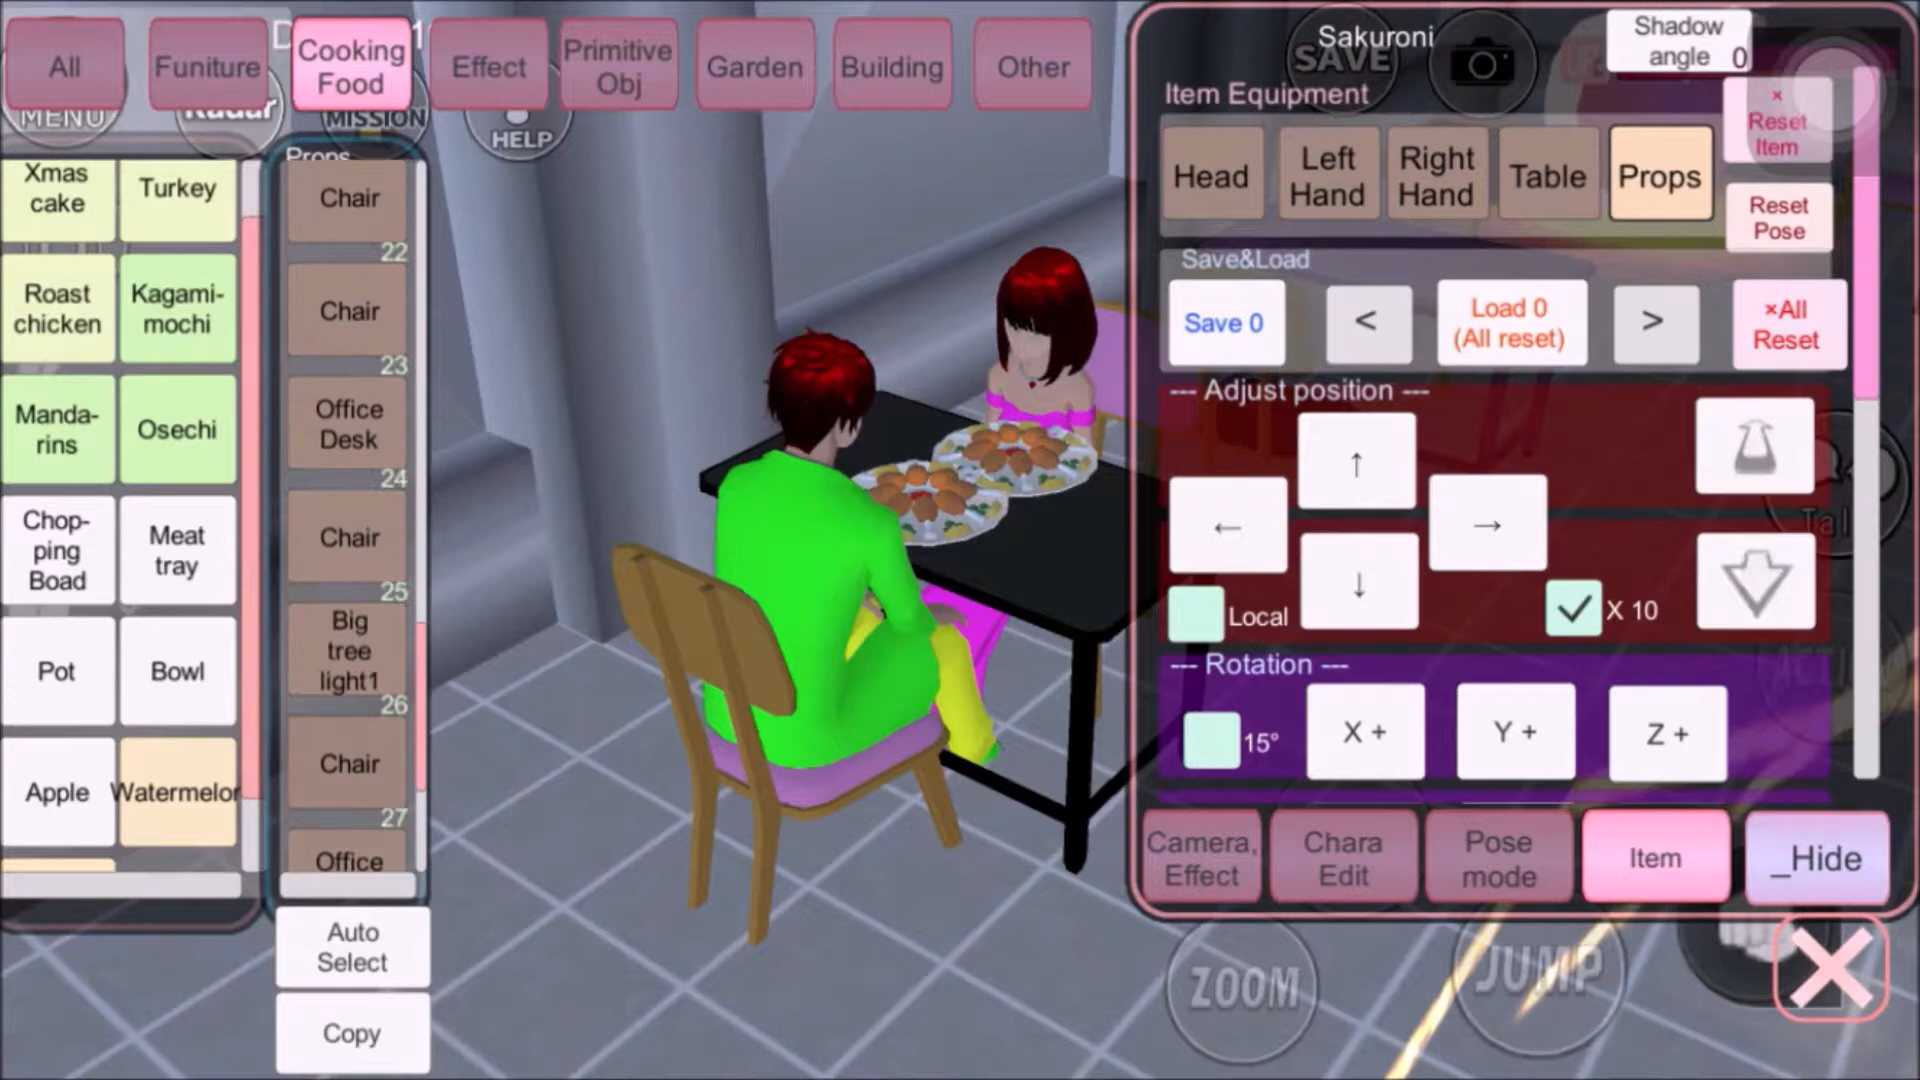 All
Funiture
Cooking
Food
Effect
Primitive
Obj
Garden
Building
Other
MENU
Radar
MISSION
HELP
Props
Xmas
cake
Turkey
Roast
chicken
Kagami-
mochi
Manda-
rins
Osechi
Chop-
ping
Boad
Meat
tray
Pot
Bowl
Apple
Watermelon
Chair
22
Chair
23
Office
Desk
24
Chair
25
Big
tree
light1
26
Chair
27
Office
Auto
Select
Copy
Sakuroni
SAVE
Shadow
angle 0
Item Equipment
Head
Left
Hand
Right
Hand
Table
Props
×
Reset
Item
Reset
Pose
Save&Load
Save 0
<
Load 0
(All reset)
>
×All
Reset
--- Adjust position ---
↑
←
→
↓
Local
X 10
Tal
--- Rotation ---
15°
X +
Y +
Z +
Camera,
Effect
Chara
Edit
Pose
mode
Item
_Hide
ZOOM
JUMP